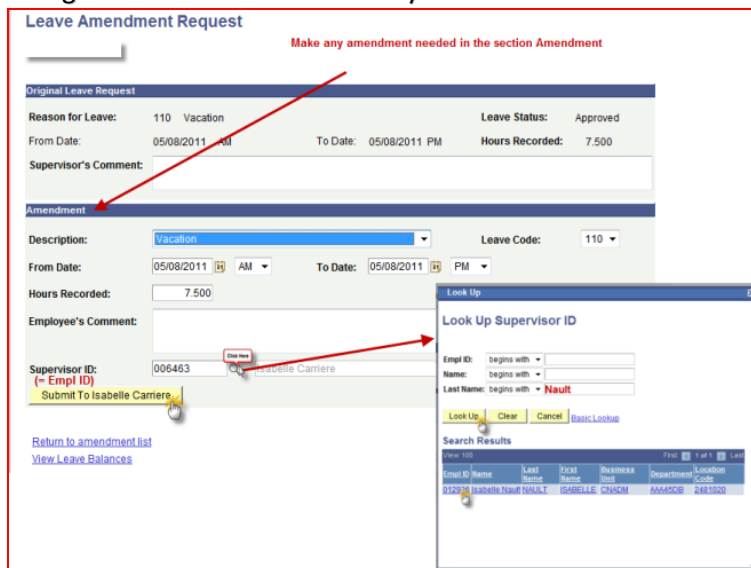 Leave Amendment Request
Make any amendment needed in the section Amendment
Original Leave Request
Reason for Leave: 110 Vacation Leave Status: Approved
From Date: 05/08/2011 AM To Date: 05/08/2011 PM Hours Recorded: 7.500
Supervisor's Comment:
Amendment
Description: Vacation Leave Code: 110
From Date: 05/08/2011 AM To Date: 05/08/2011 PM
Hours Recorded: 7.500
Employee's Comment:
Click Here
Supervisor ID: 006463 Isabelle Carriere
(= Empl ID)
Submit To Isabelle Carriere
Return to amendment list
View Leave Balances
Look Up
Look Up Supervisor ID
Empl ID: begins with
Name: begins with
Last Name: begins with Nault
Look Up Clear Cancel Basic Lookup
Search Results
View 100 First 1 of 1 Last
Empl ID Name Last Name First Name Business Unit Department Location Code
Isabelle Nault NAULT ISABELLE CNADM AAA45DB 2481020